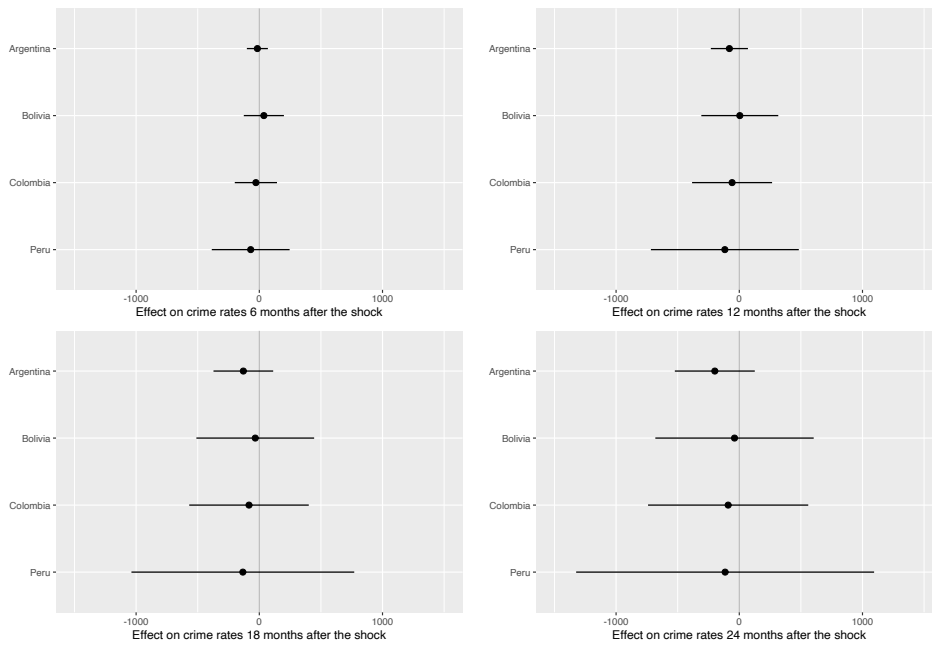 Argentina
Bolivia
Colombia
Peru
-1000 0 1000
Effect on crime rates 6 months after the shock
Argentina
Bolivia
Colombia
Peru
-1000 0 1000
Effect on crime rates 12 months after the shock
Argentina
Bolivia
Colombia
Peru
-1000 0 1000
Effect on crime rates 18 months after the shock
Argentina
Bolivia
Colombia
Peru
-1000 0 1000
Effect on crime rates 24 months after the shock